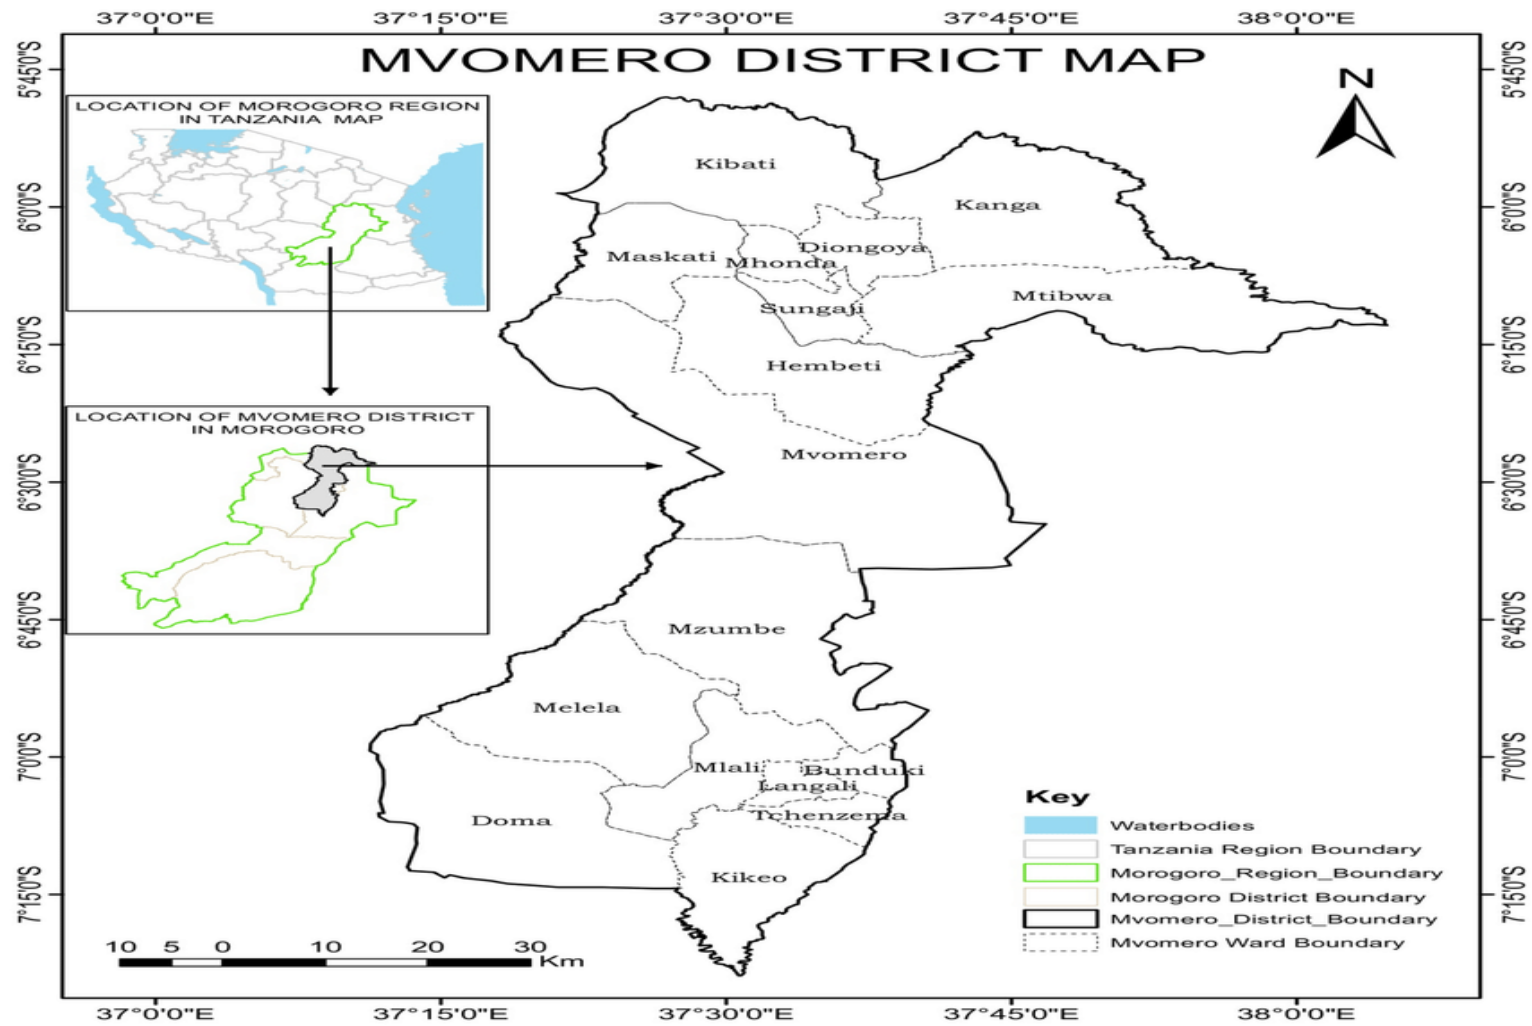 37°0'0"E 37°15'0"E 37°30'0"E 37°45'0"E 38°0'0"E
MVOMERO DISTRICT MAP
N
5°45'0"S
6°0'0"S
6°15'0"S
6°30'0"S
6°45'0"S
7°0'0"S
7°15'0"S
LOCATION OF MOROGORO REGION
IN TANZANIA MAP
LOCATION OF MVOMERO DISTRICT
IN MOROGORO
Kibati
Kanga
Diongoya
Maskati
Mhonda
Mtibwa
Sungaji
Hembeti
Mvomero
Mzumbe
Melela
Mlali
Bunduki
Langali
Tchenzema
Doma
Kikeo
5°45'0"S
6°0'0"S
6°15'0"S
6°30'0"S
6°45'0"S
7°0'0"S
7°15'0"S
Key
Waterbodies
Tanzania Region Boundary
Morogoro_Region_Boundary
Morogoro District Boundary
Mvomero_District_Boundary
Mvomero Ward Boundary
10 5 0 10 20 30
Km
37°0'0"E 37°15'0"E 37°30'0"E 37°45'0"E 38°0'0"E